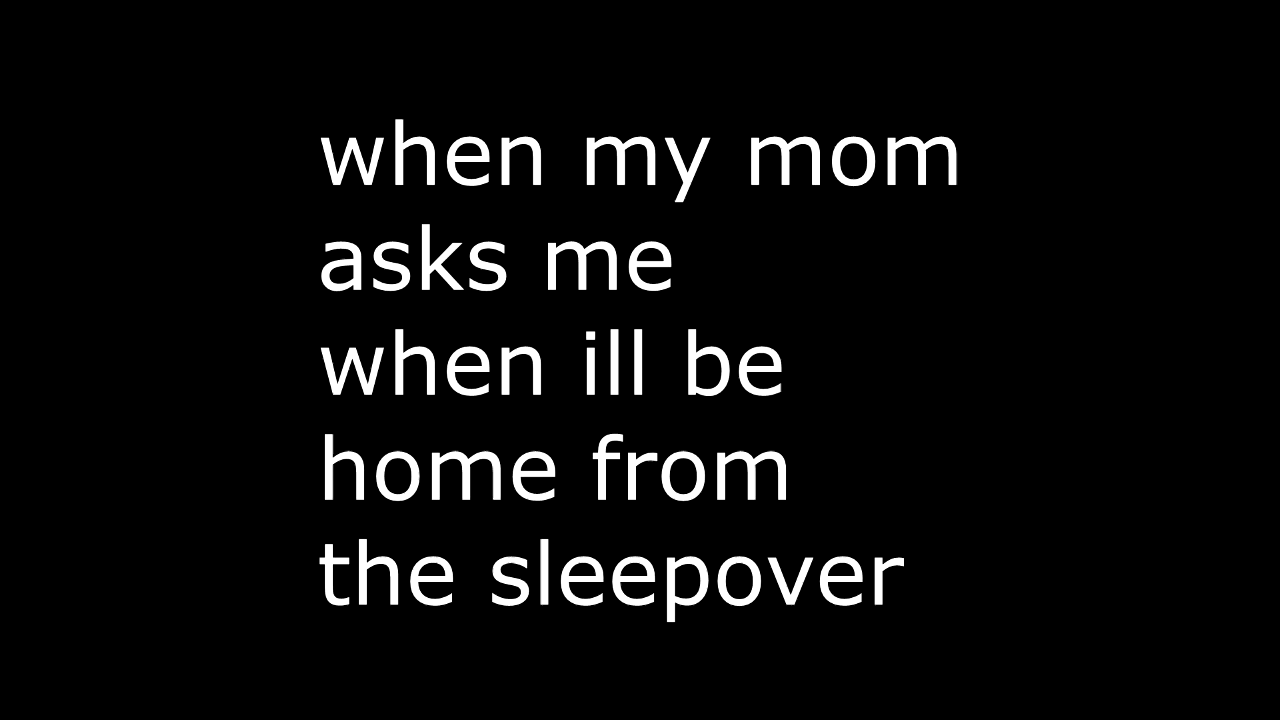 when my mom
asks me
when ill be
home from
the sleepover